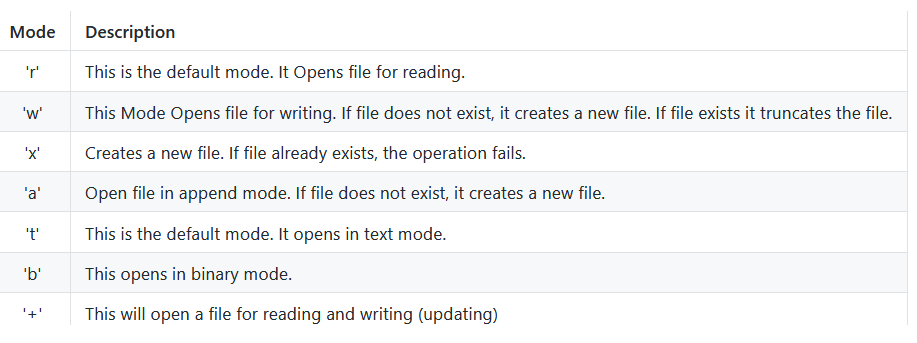 Mode Description
'r' This is the default mode. It Opens file for reading.
'w' This Mode Opens file for writing. If file does not exist, it creates a new file. If file exists it truncates the file.
'x' Creates a new file. If file already exists, the operation fails.
'a' Open file in append mode. If file does not exist, it creates a new file.
't' This is the default mode. It opens in text mode.
'b' This opens in binary mode.
'+' This will open a file for reading and writing (updating)